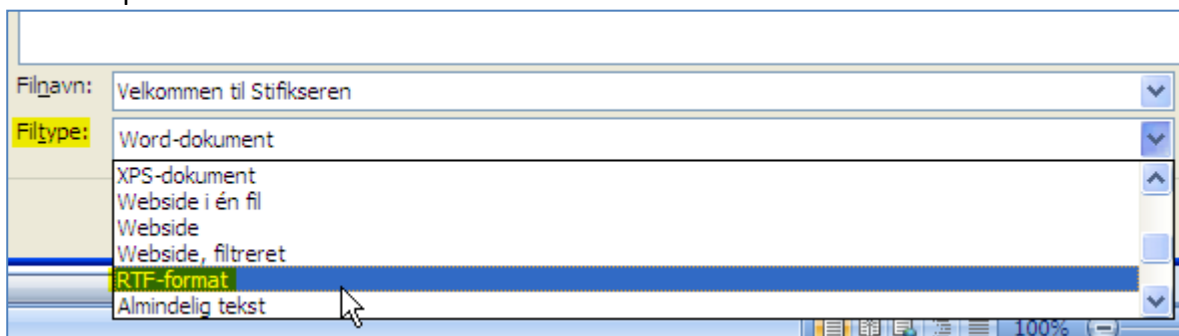 Filnavn: Velkommen til Stifikseren
Filtype: Word-dokument
XPS-dokument
Webside i én fil
Webside
Webside, filtreret
RTF-format
Almindelig tekst
100%